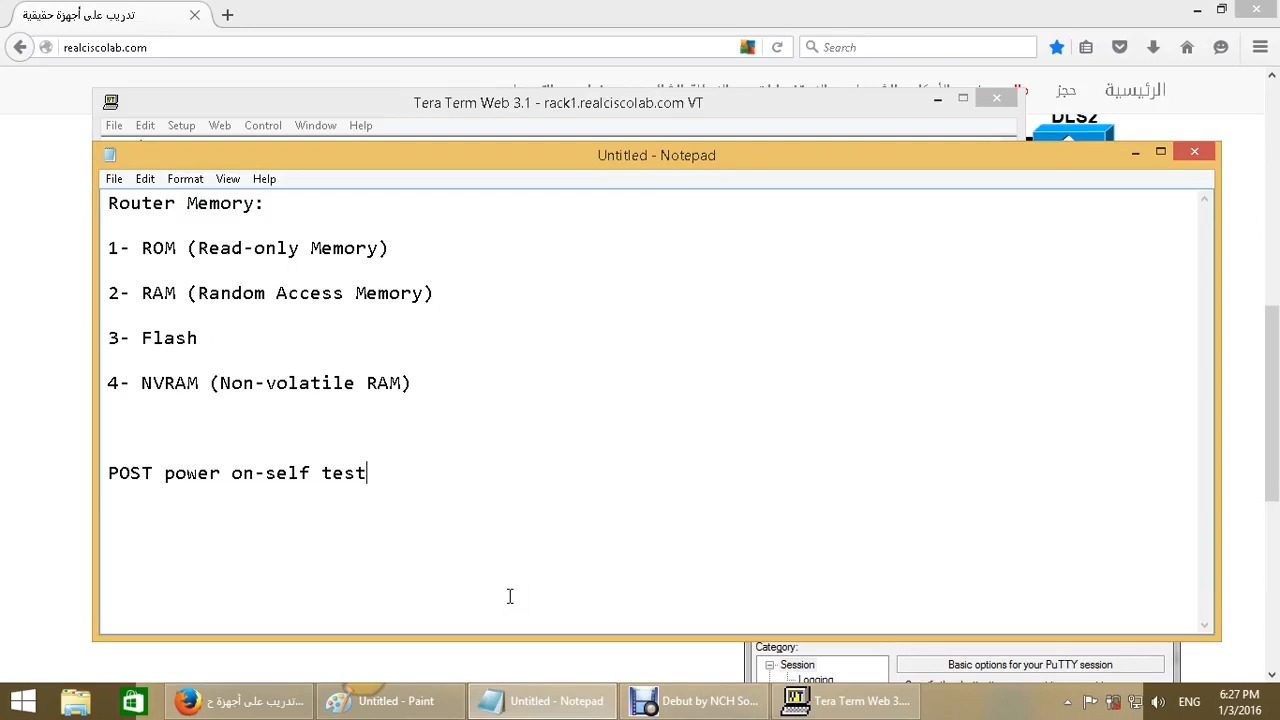 تدريب على أجهزة حقيقية
realciscolab.com
Search
الرئيسية
حجز
DLS2
Tera Term Web 3.1 - rack1.realciscolab.com VT
File Edit Setup Web Control Window Help
Untitled - Notepad
File Edit Format View Help
Router Memory:
1- ROM (Read-only Memory)
2- RAM (Random Access Memory)
3- Flash
4- NVRAM (Non-volatile RAM)
POST power on-self test
Category:
Session
Logging
Basic options for your PuTTY session
تدريب على أجهزة ح...
Untitled - Paint
Untitled - Notepad
Debut by NCH So...
VT
Tera Term Web 3....
ENG
6:27 PM
1/3/2016